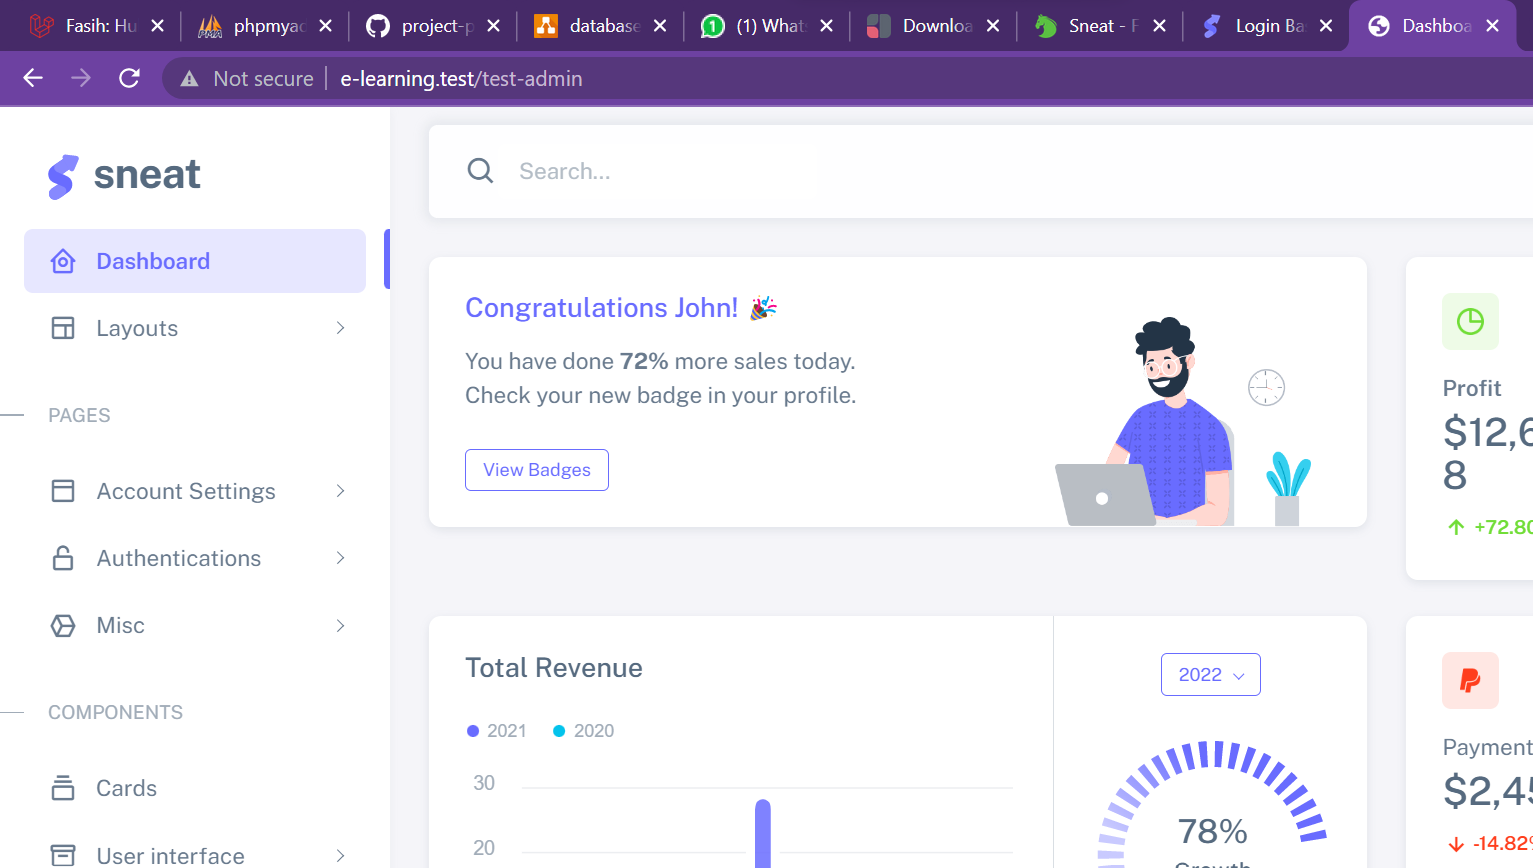 Fasih: Hu
phpmyad
project-p
database
(1) Whats
Downloa
Sneat - F
Login Ba
Dashboa
Not secure
e-learning.test/test-admin
sneat
Search...
Dashboard
Layouts
PAGES
Account Settings
Authentications
Misc
COMPONENTS
Cards
User interface
Congratulations John! 🎉
You have done 72% more sales today.
Check your new badge in your profile.
View Badges
Profit
$12,6
8
+72.80
Total Revenue
2021
2020
30
20
2022
78%
Growth
Payment
$2,45
-14.82%